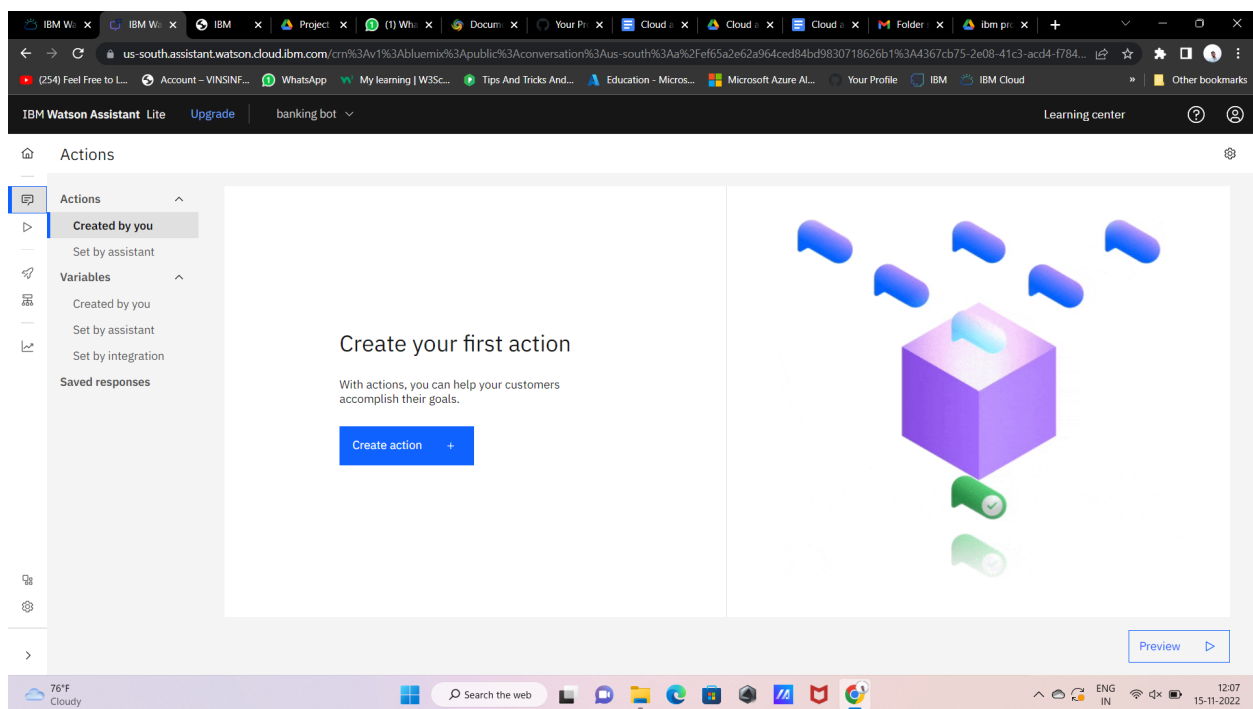 IBM Wa
IBM Wa
IBM
Project
(1) Wha
Docum
Your Pr
Cloud a
Cloud a
Cloud a
Folder
ibm pro
us-south.assistant.watson.cloud.ibm.com/crn%3Av1%3Abluemix%3Apublic%3Aconversation%3Aus-south%3Aa%2Fef65a2e62a964ced84bd9830718626b1%3A4367cb75-2e08-41c3-acd4-f784...
(254) Feel Free to L...
Account – VINSINF...
WhatsApp
My learning | W3Sc...
Tips And Tricks And...
Education - Micros...
Microsoft Azure AI...
Your Profile
IBM
IBM Cloud
»
Other bookmarks
IBM Watson Assistant Lite
Upgrade
banking bot
Learning center
Actions
Actions
Created by you
Set by assistant
Variables
Created by you
Set by assistant
Set by integration
Saved responses
Create your first action
With actions, you can help your customers
accomplish their goals.
Create action +
Preview
76°F
Cloudy
Search the web
ENG
IN
12:07
15-11-2022